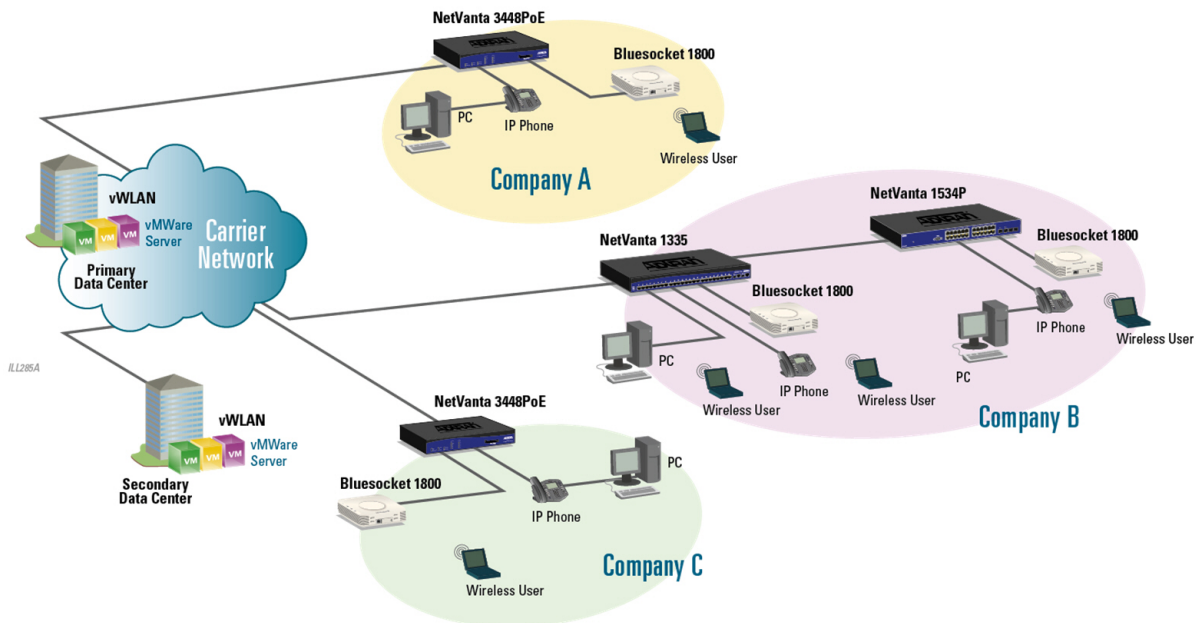 NetVanta 3448PoE
Bluesocket 1800
PC
IP Phone
Wireless User
Company A
vWLAN
vMWare
Server
VM VM VM
Primary
Data Center
Carrier
Network
NetVanta 1534P
NetVanta 1335
Bluesocket 1800
Bluesocket 1800
IP Phone
Wireless User
PC
PC
IP Phone
Wireless User
Wireless User
Company B
ILL285A
vWLAN
vMWare
Server
VM VM VM
Secondary
Data Center
NetVanta 3448PoE
PC
Bluesocket 1800
IP Phone
Company C
Wireless User